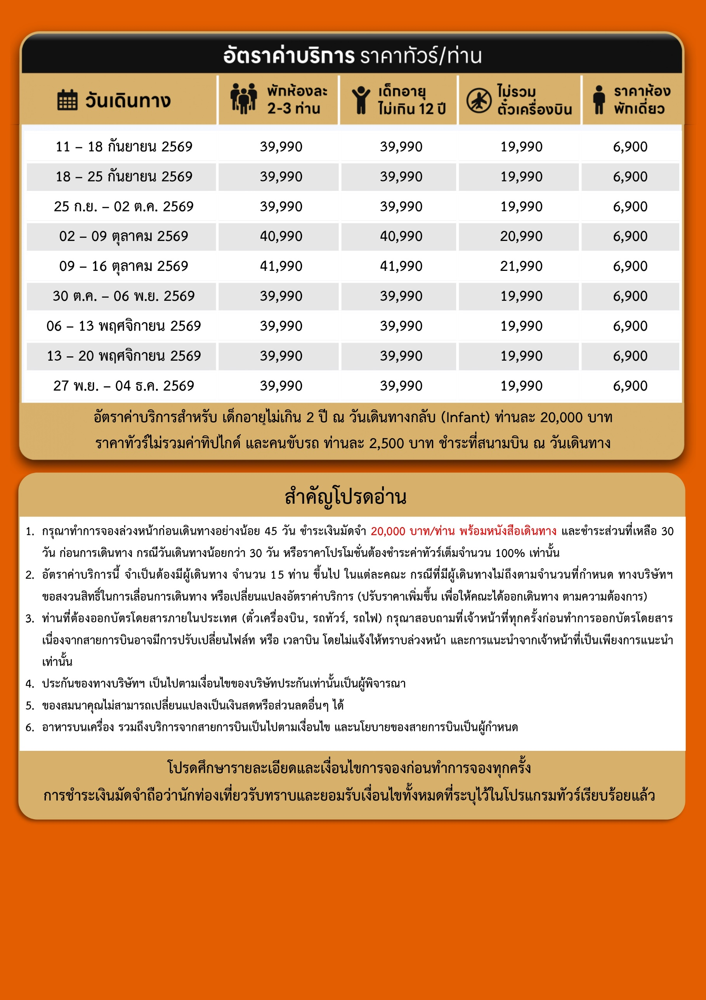 อัตราค่าบริการ ราคาทัวร์/ท่าน
วันเดินทาง พักห้องละ 2-3 ท่าน เด็กอายุ ไม่เกิน 12 ปี ไม่รวม ตั๋วเครื่องบิน ราคาห้อง พักเดี่ยว
11 – 18 กันยายน 2569 39,990 39,990 19,990 6,900
18 – 25 กันยายน 2569 39,990 39,990 19,990 6,900
25 ก.ย. – 02 ต.ค. 2569 39,990 39,990 19,990 6,900
02 – 09 ตุลาคม 2569 40,990 40,990 20,990 6,900
09 – 16 ตุลาคม 2569 41,990 41,990 21,990 6,900
30 ต.ค. – 06 พ.ย. 2569 39,990 39,990 19,990 6,900
06 – 13 พฤศจิกายน 2569 39,990 39,990 19,990 6,900
13 – 20 พฤศจิกายน 2569 39,990 39,990 19,990 6,900
27 พ.ย. – 04 ธ.ค. 2569 39,990 39,990 19,990 6,900
อัตราค่าบริการสำหรับ เด็กอายุไม่เกิน 2 ปี ณ วันเดินทางกลับ (Infant) ท่านละ 20,000 บาท
ราคาทัวร์ไม่รวมค่าทิปไกด์ และคนขับรถ ท่านละ 2,500 บาท ชำระที่สนามบิน ณ วันเดินทาง
สำคัญโปรดอ่าน
1. กรุณาทำการจองล่วงหน้าก่อนเดินทางอย่างน้อย 45 วัน ชำระเงินมัดจำ 20,000 บาท/ท่าน พร้อมหนังสือเดินทาง และชำระส่วนที่เหลือ 30
วัน ก่อนการเดินทาง กรณีวันเดินทางน้อยกว่า 30 วัน หรือราคาโปรโมชั่นต้องชำระค่าทัวร์เต็มจำนวน 100% เท่านั้น
2. อัตราค่าบริการนี้ จำเป็นต้องมีผู้เดินทาง จำนวน 15 ท่าน ขึ้นไป ในแต่ละคณะ กรณีที่มีผู้เดินทางไม่ถึงตามจำนวนที่กำหนด ทางบริษัทฯ
ขอสงวนสิทธิ์ในการเลื่อนการเดินทาง หรือเปลี่ยนแปลงอัตราค่าบริการ (ปรับราคาเพิ่มขึ้น เพื่อให้คณะได้ออกเดินทาง ตามความต้องการ)
3. ท่านที่ต้องออกบัตรโดยสารภายในประเทศ (ตั๋วเครื่องบิน, รถทัวร์, รถไฟ) กรุณาสอบถามที่เจ้าหน้าที่ทุกครั้งก่อนทำการออกบัตรโดยสาร
เนื่องจากสายการบินอาจมีการปรับเปลี่ยนไฟล์ท หรือ เวลาบิน โดยไม่แจ้งให้ทราบล่วงหน้า และการแนะนำจากเจ้าหน้าที่เป็นเพียงการแนะนำ
เท่านั้น
4. ประกันของทางบริษัทฯ เป็นไปตามเงื่อนไขของบริษัทประกันเท่านั้นเป็นผู้พิจารณา
5. ของสมนาคุณไม่สามารถเปลี่ยนแปลงเป็นเงินสดหรือส่วนลดอื่นๆ ได้
6. อาหารบนเครื่อง รวมถึงบริการจากสายการบินเป็นไปตามเงื่อนไข และนโยบายของสายการบินเป็นผู้กำหนด
โปรดศึกษารายละเอียดและเงื่อนไขการจองก่อนทำการจองทุกครั้ง
การชำระเงินมัดจำถือว่านักท่องเที่ยวรับทราบและยอมรับเงื่อนไขทั้งหมดที่ระบุไว้ในโปรแกรมทัวร์เรียบร้อยแล้ว